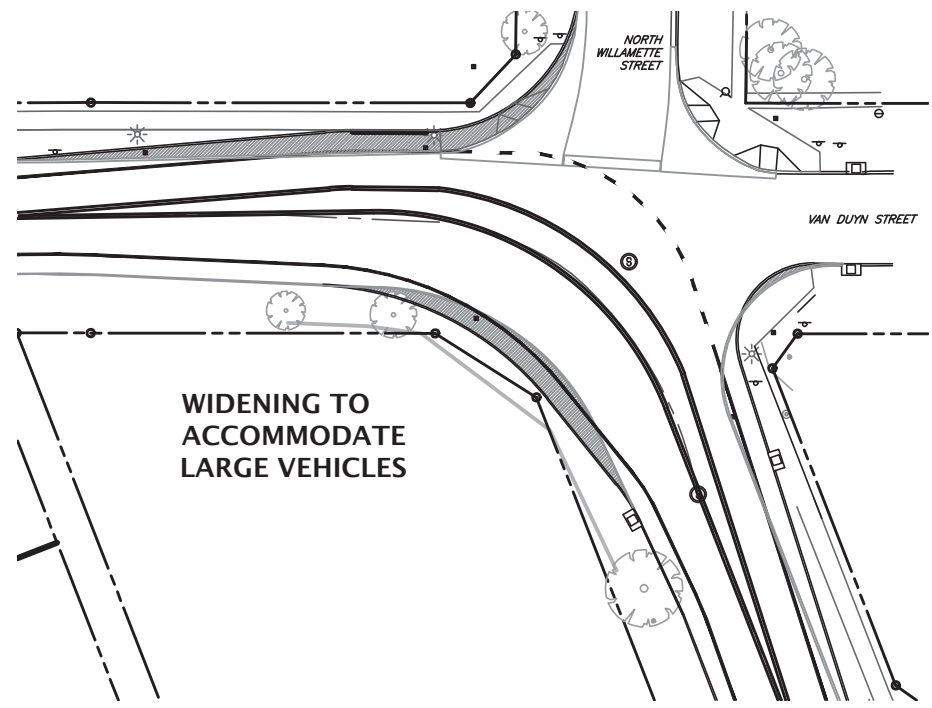 NORTH
WILLAMETTE
STREET
VAN DUYN STREET
S
WIDENING TO
ACCOMMODATE
LARGE VEHICLES
S